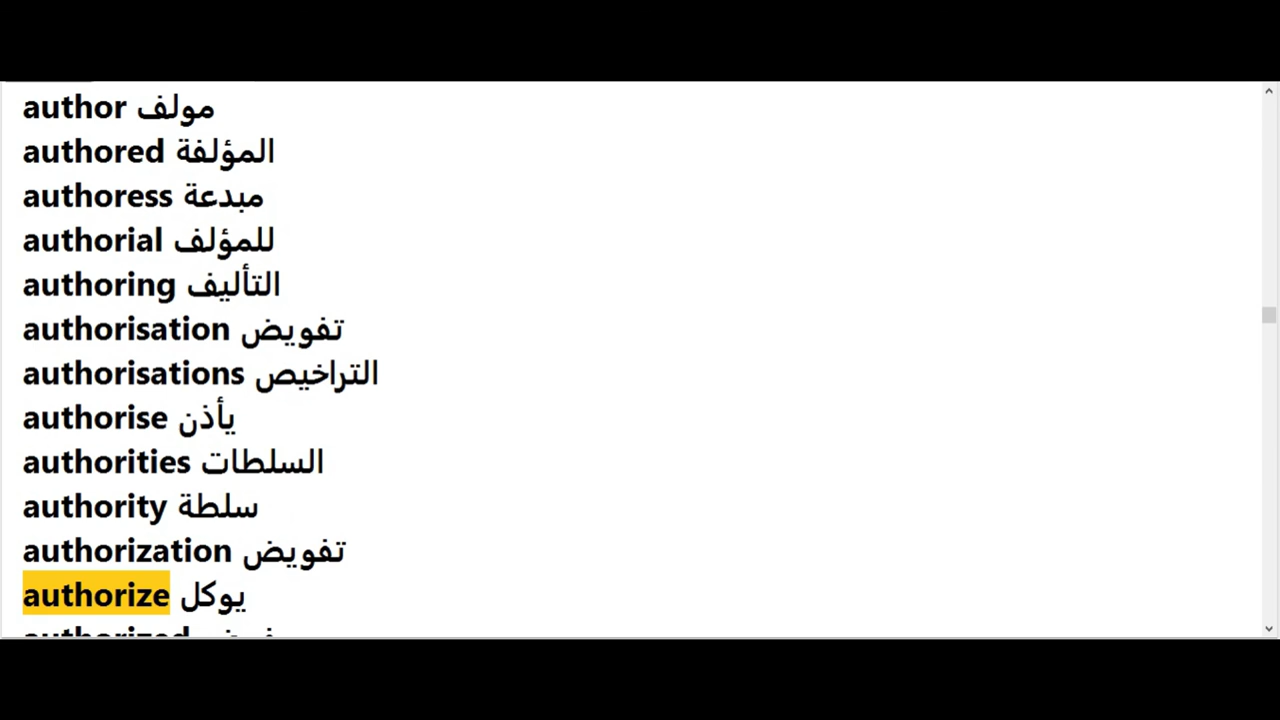 author مولف
authored المؤلفة
authoress مبدعة
authorial للمؤلف
authoring التأليف
authorisation تفويض
authorisations التراخيص
authorise يأذن
authorities السلطات
authority سلطة
authorization تفويض
authorize يوكل
authorized